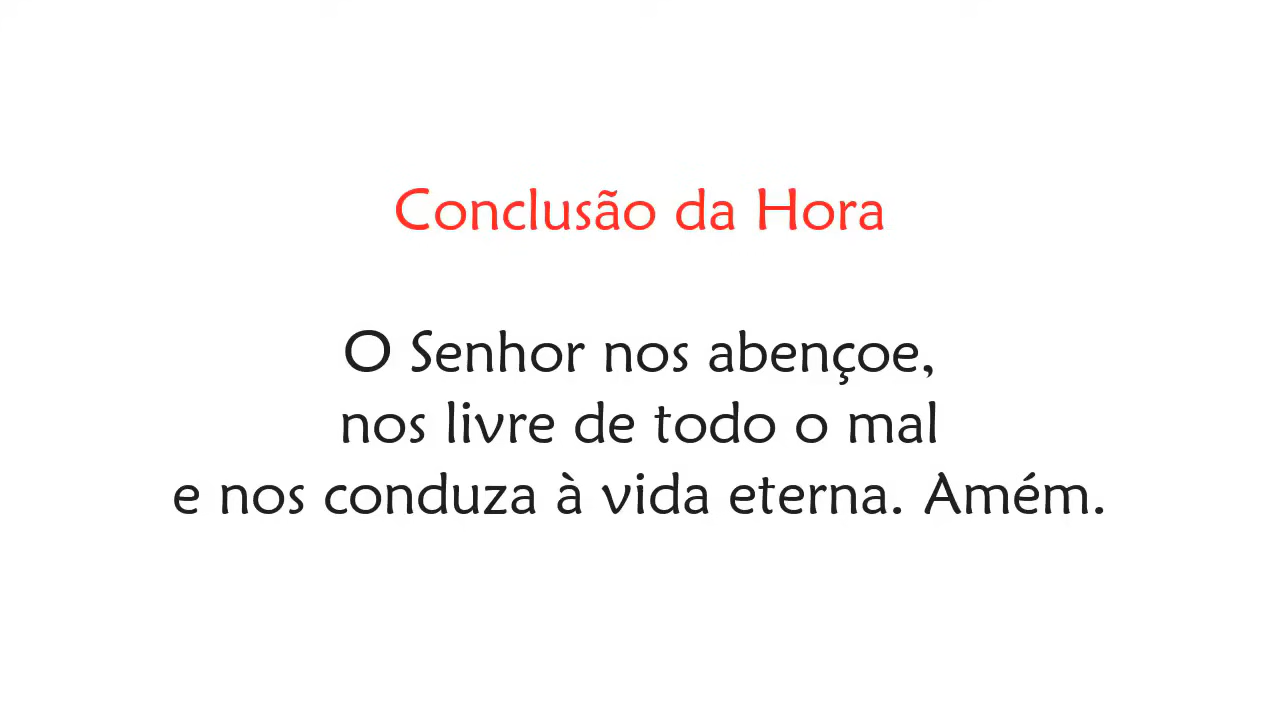 Conclusão da Hora
O Senhor nos abençoe,
nos livre de todo o mal
e nos conduza à vida eterna. Amém.